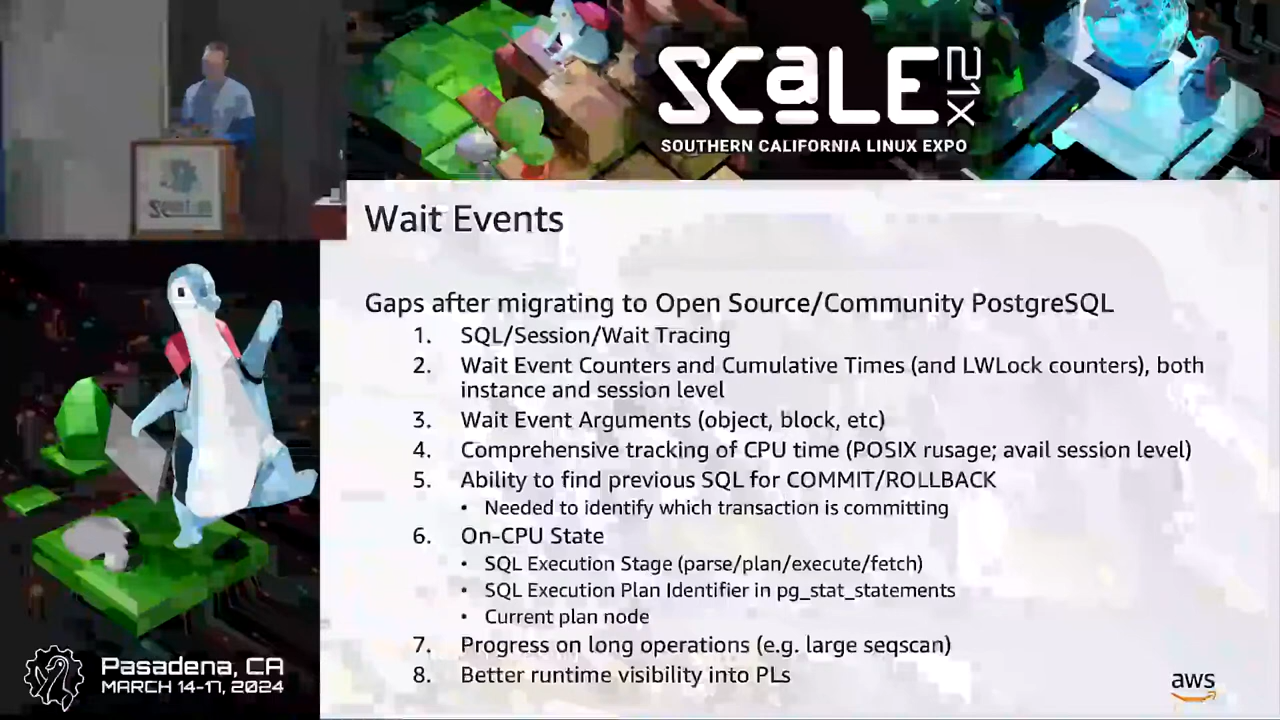 SCaLE 21X
SOUTHERN CALIFORNIA LINUX EXPO
Wait Events
Gaps after migrating to Open Source/Community PostgreSQL
1. SQL/Session/Wait Tracing
2. Wait Event Counters and Cumulative Times (and LWLock counters), both
instance and session level
3. Wait Event Arguments (object, block, etc)
4. Comprehensive tracking of CPU time (POSIX rusage; avail session level)
5. Ability to find previous SQL for COMMIT/ROLLBACK
• Needed to identify which transaction is committing
6. On-CPU State
• SQL Execution Stage (parse/plan/execute/fetch)
• SQL Execution Plan Identifier in pg_stat_statements
• Current plan node
7. Progress on long operations (e.g. large seqscan)
8. Better runtime visibility into PLs
Pasadena, CA
MARCH 14-17, 2024
aws